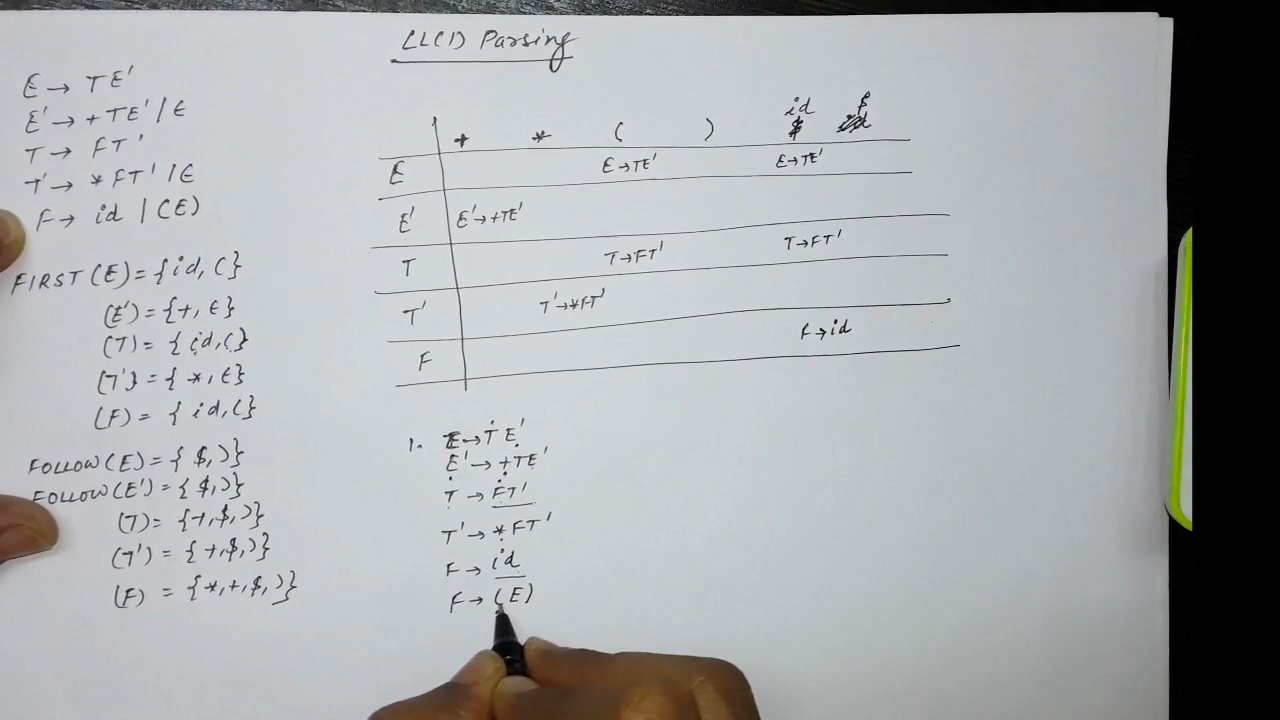 LL(1) Parsing
E → TE'
E' → +TE' / ϵ
T → FT'
T' → *FT' / ϵ
F → id | (E)
FIRST(E) = {id, (}
(E') = {+, ϵ}
(T) = {id, (}
(T') = {*, ϵ}
(F) = {id, (}
FOLLOW(E) = {$, )}
FOLLOW(E') = {$, )}
(T) = {+, $, )}
(T') = {+, $, )}
(F) = {*, +, $, )}
+ * ( ) id $
E E→TE' E→TE'
E' E'→+TE'
T T→FT' T→FT'
T' T'→*FT'
F F→id
1. E → TE'
E' → +TE'
T → FT'
T' → *FT'
F → id
F → (E)